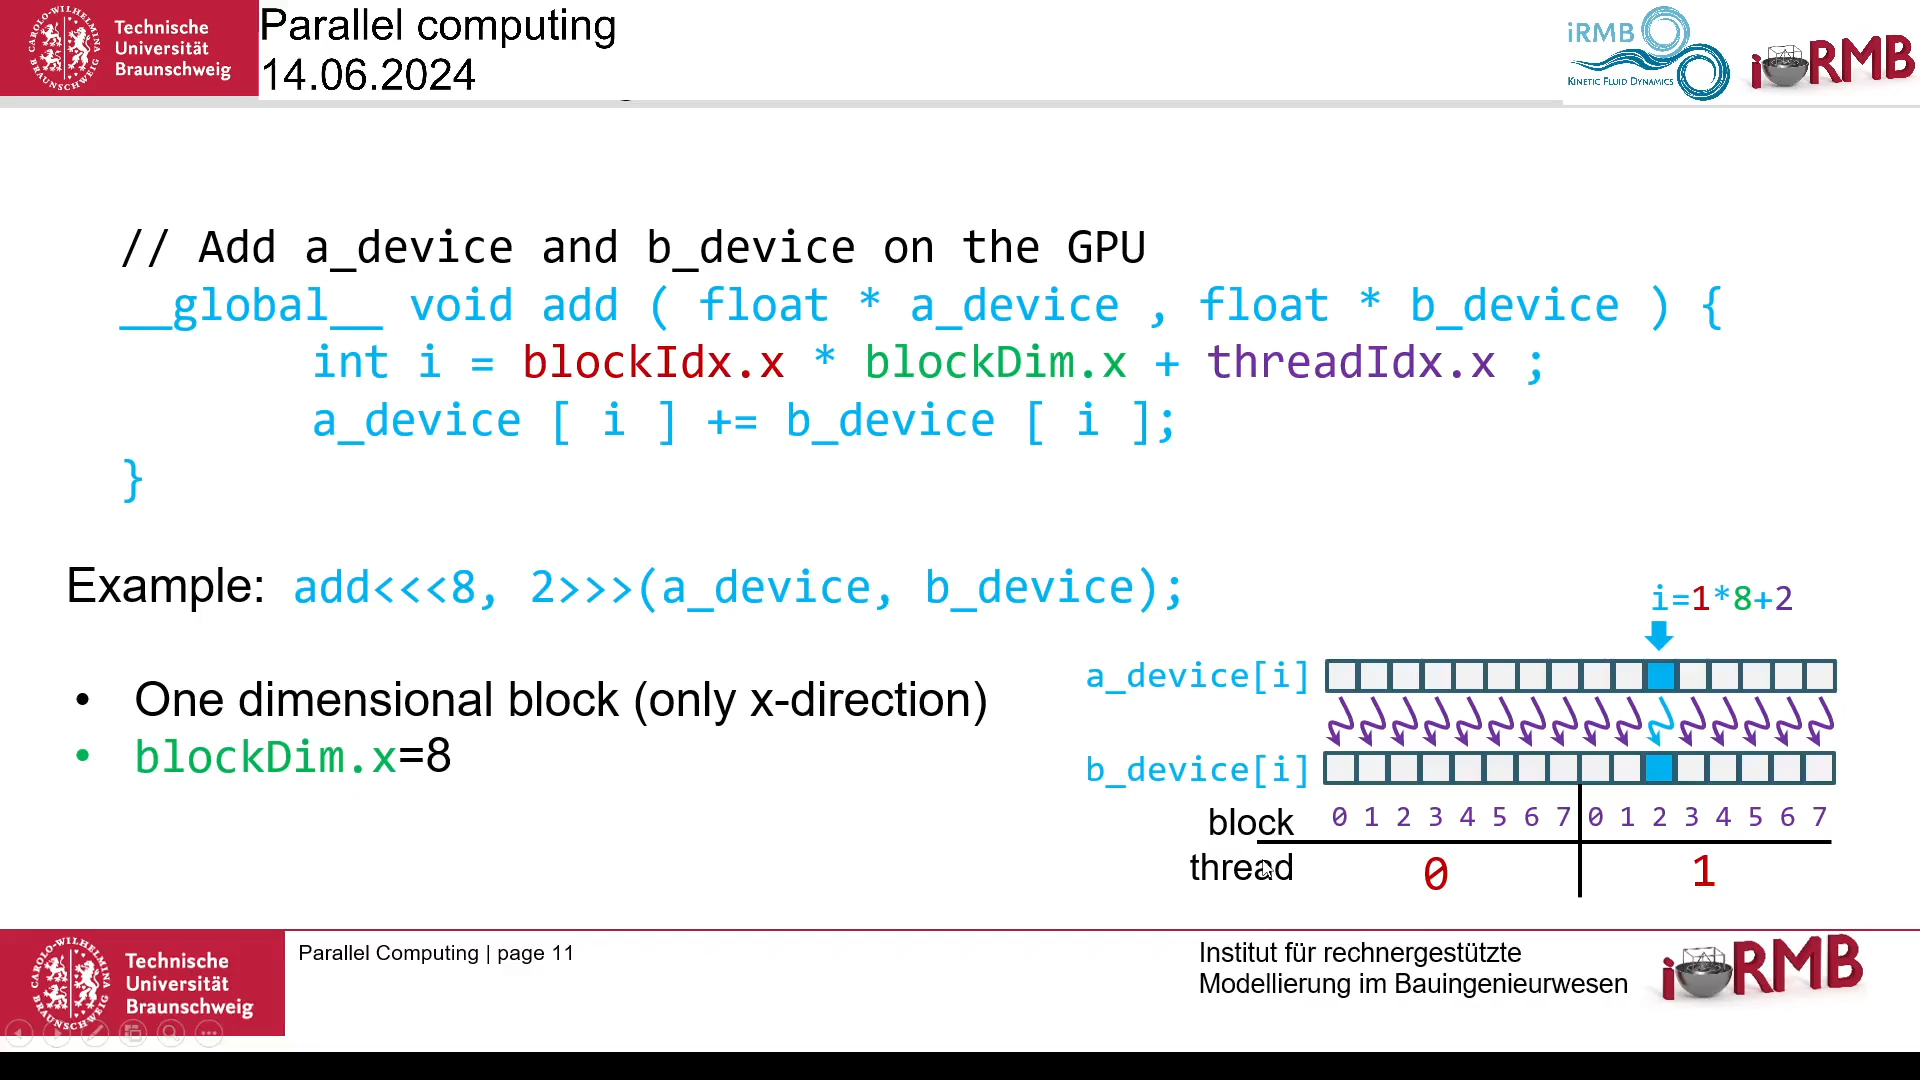 Technische
Universität
Braunschweig
Parallel computing
14.06.2024
iRMB
KINETIC FLUID DYNAMICS
iRMB
// Add a_device and b_device on the GPU
__global__ void add ( float * a_device , float * b_device ) {
int i = blockIdx.x * blockDim.x + threadIdx.x ;
a_device [ i ] += b_device [ i ];
}
Example: add<<<8, 2>>>(a_device, b_device);
• One dimensional block (only x-direction)
• blockDim.x=8
i=1*8+2
a_device[i]
b_device[i]
block 0 1 2 3 4 5 6 7 0 1 2 3 4 5 6 7
thread 0 1
CAROLO-WILHELMINA
BRAUNSCHWEIG
Technische
Universität
Braunschweig
Parallel Computing | page 11
Institut für rechnergestützte
Modellierung im Bauingenieurwesen
iRMB